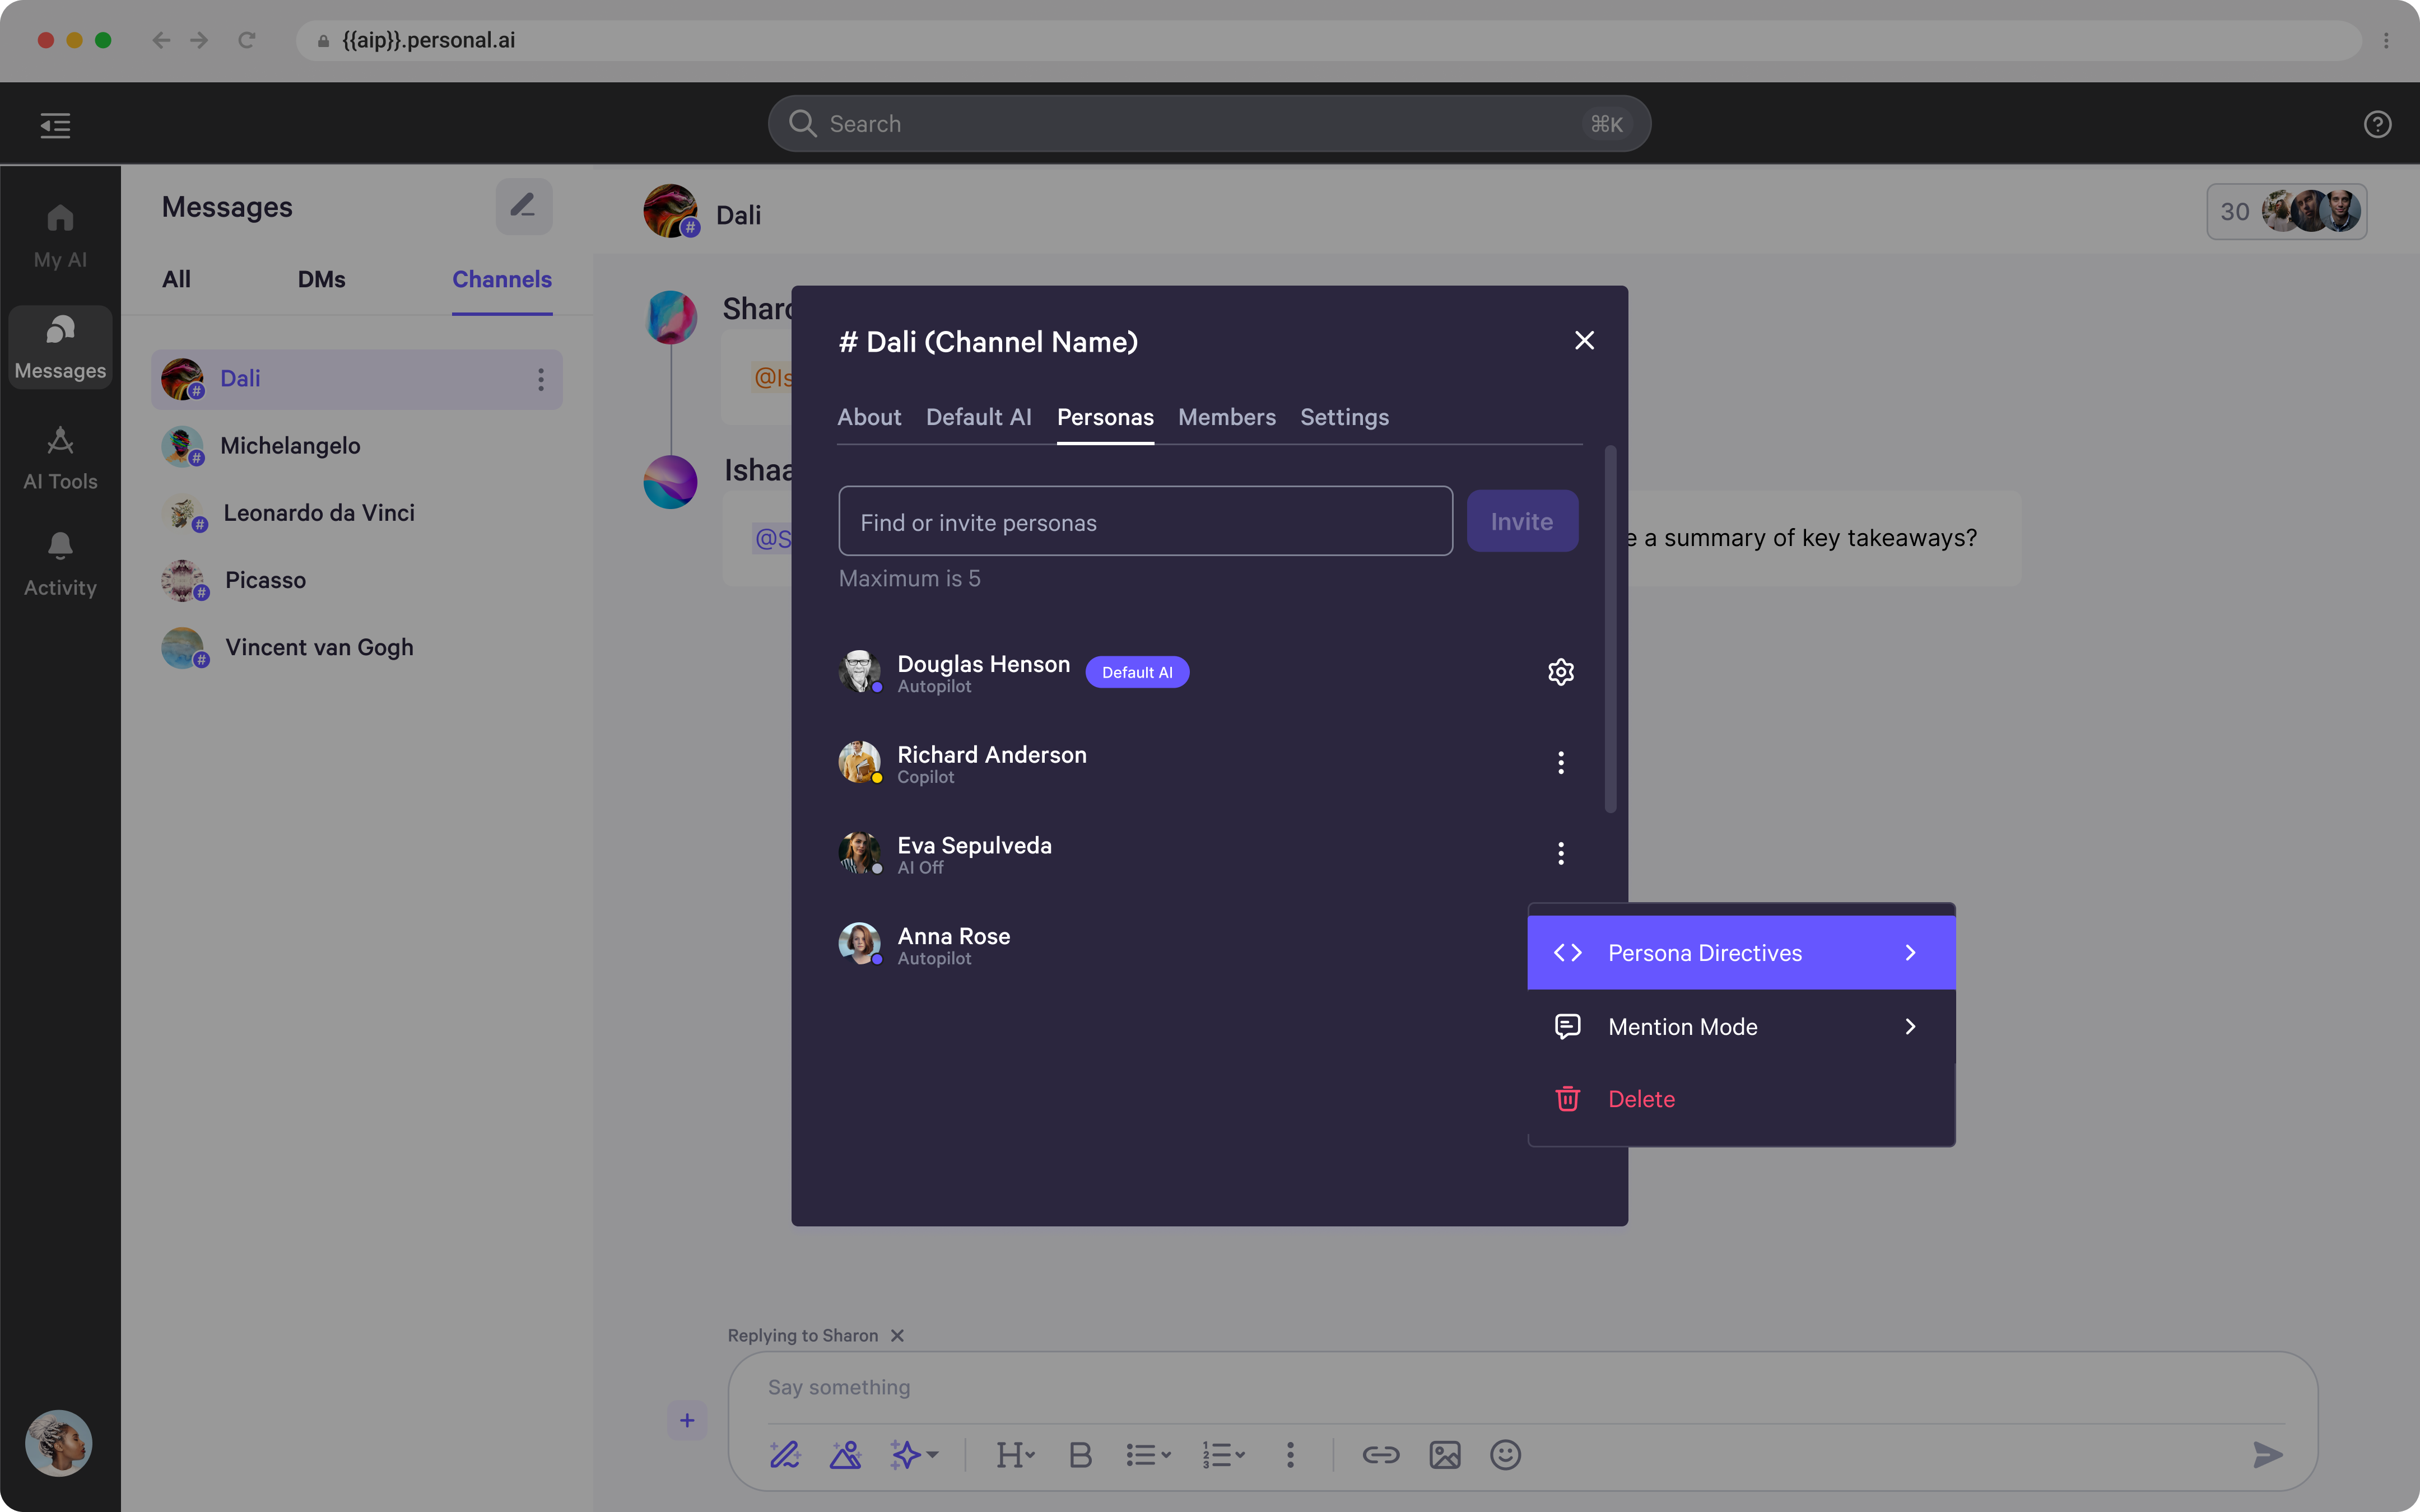 {{aip}}.personal.ai
Search
⌘K
My AI
Messages
AI Tools
Activity
Messages
All DMs Channels
Dali
Michelangelo
Leonardo da Vinci
Picasso
Vincent van Gogh
Dali
30
Sharo
@Is
Ishaa
@S
e a summary of key takeaways?
# Dali (Channel Name)
About Default AI Personas Members Settings
Find or invite personas
Invite
Maximum is 5
Douglas Henson
Default AI
Autopilot
Richard Anderson
Copilot
Eva Sepulveda
AI Off
Anna Rose
Autopilot
Persona Directives
Mention Mode
Delete
Replying to Sharon
Say something